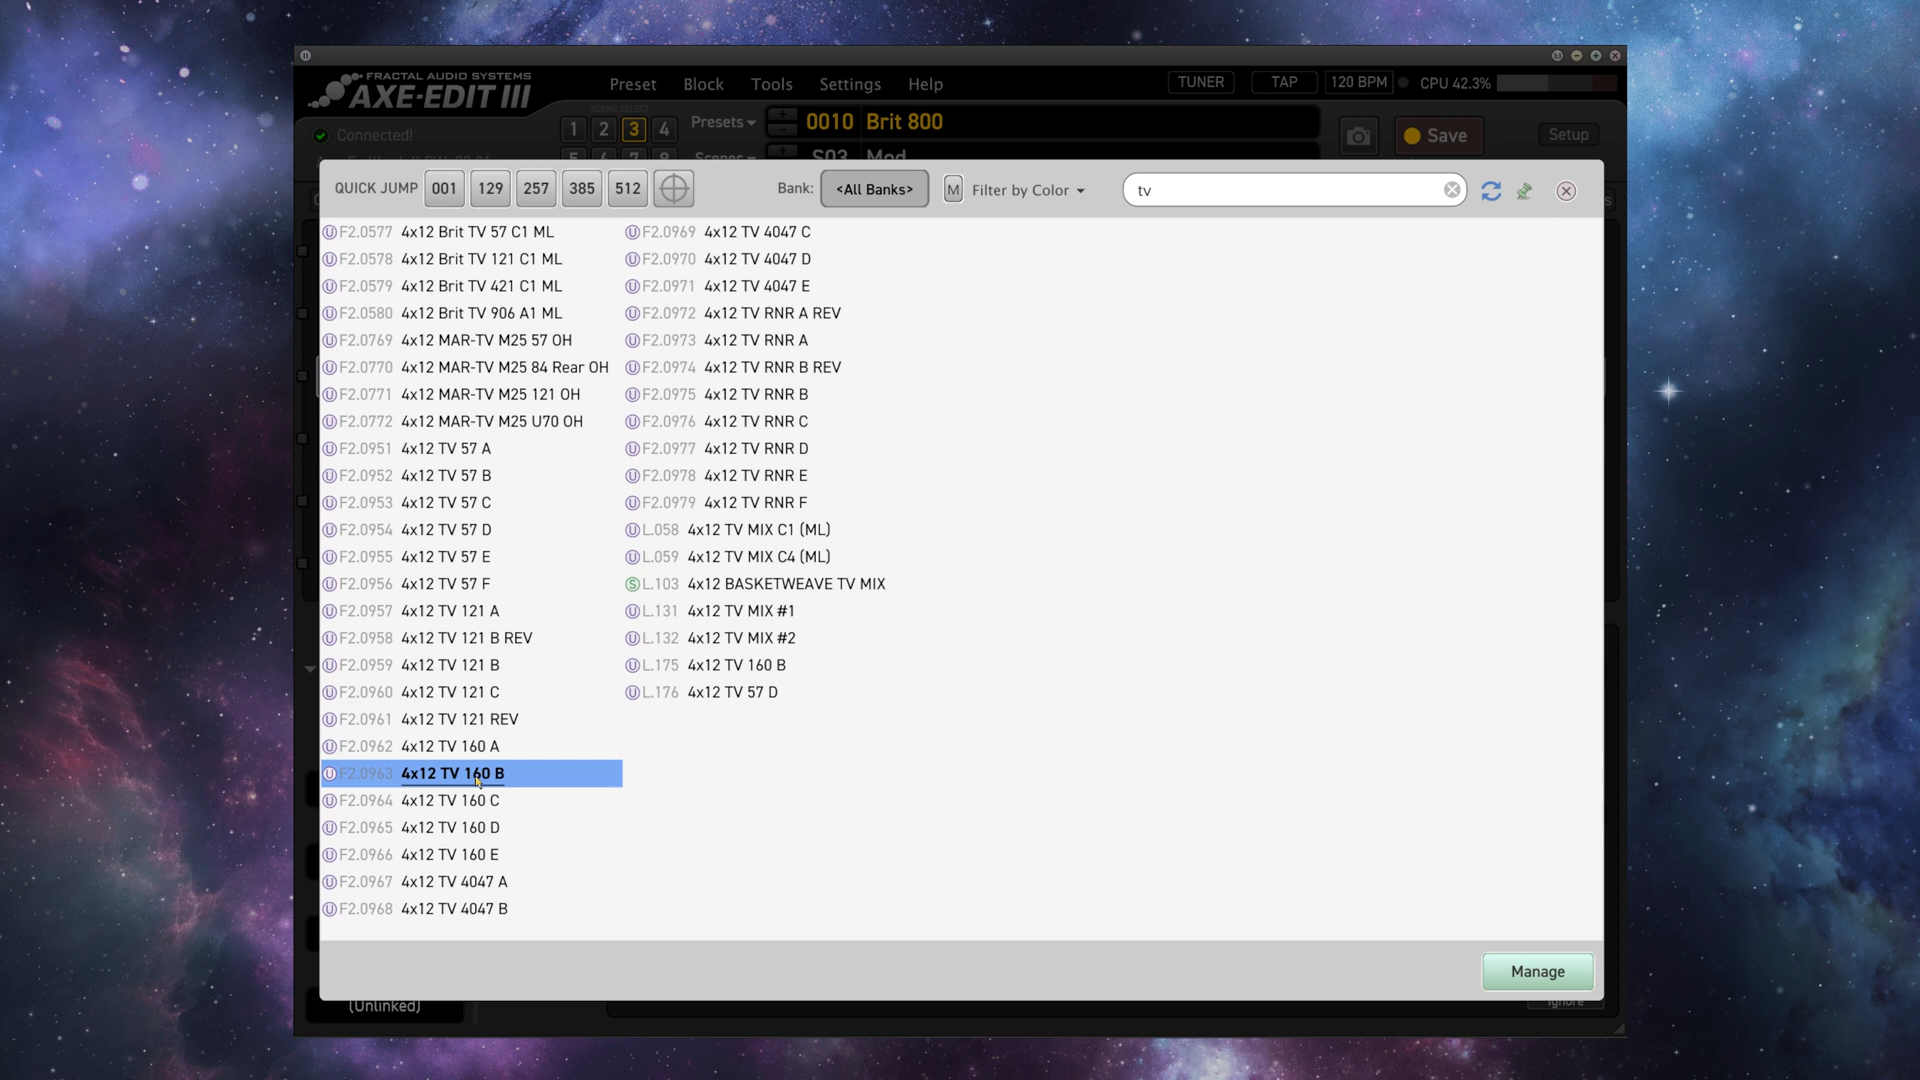 FRACTAL AUDIO SYSTEMS
AXE-EDIT III
Preset Block Tools Settings Help
TUNER TAP 120 BPM CPU 42.3%
SCENE SELECT
Connected!
1 2 3 4
Presets
0010 Brit 800
Save
Setup
S03 Mod
QUICK JUMP 001 129 257 385 512
Bank: <All Banks>
M Filter by Color
tv
U F2.0577 4x12 Brit TV 57 C1 ML
U F2.0578 4x12 Brit TV 121 C1 ML
U F2.0579 4x12 Brit TV 421 C1 ML
U F2.0580 4x12 Brit TV 906 A1 ML
U F2.0769 4x12 MAR-TV M25 57 OH
U F2.0770 4x12 MAR-TV M25 84 Rear OH
U F2.0771 4x12 MAR-TV M25 121 OH
U F2.0772 4x12 MAR-TV M25 U70 OH
U F2.0951 4x12 TV 57 A
U F2.0952 4x12 TV 57 B
U F2.0953 4x12 TV 57 C
U F2.0954 4x12 TV 57 D
U F2.0955 4x12 TV 57 E
U F2.0956 4x12 TV 57 F
U F2.0957 4x12 TV 121 A
U F2.0958 4x12 TV 121 B REV
U F2.0959 4x12 TV 121 B
U F2.0960 4x12 TV 121 C
U F2.0961 4x12 TV 121 REV
U F2.0962 4x12 TV 160 A
U F2.0963 4x12 TV 160 B
U F2.0964 4x12 TV 160 C
U F2.0965 4x12 TV 160 D
U F2.0966 4x12 TV 160 E
U F2.0967 4x12 TV 4047 A
U F2.0968 4x12 TV 4047 B
U F2.0969 4x12 TV 4047 C
U F2.0970 4x12 TV 4047 D
U F2.0971 4x12 TV 4047 E
U F2.0972 4x12 TV RNR A REV
U F2.0973 4x12 TV RNR A
U F2.0974 4x12 TV RNR B REV
U F2.0975 4x12 TV RNR B
U F2.0976 4x12 TV RNR C
U F2.0977 4x12 TV RNR D
U F2.0978 4x12 TV RNR E
U F2.0979 4x12 TV RNR F
U L.058 4x12 TV MIX C1 (ML)
U L.059 4x12 TV MIX C4 (ML)
S L.103 4x12 BASKETWEAVE TV MIX
U L.131 4x12 TV MIX #1
U L.132 4x12 TV MIX #2
U L.175 4x12 TV 160 B
U L.176 4x12 TV 57 D
Manage
(Unlinked)
Ignore